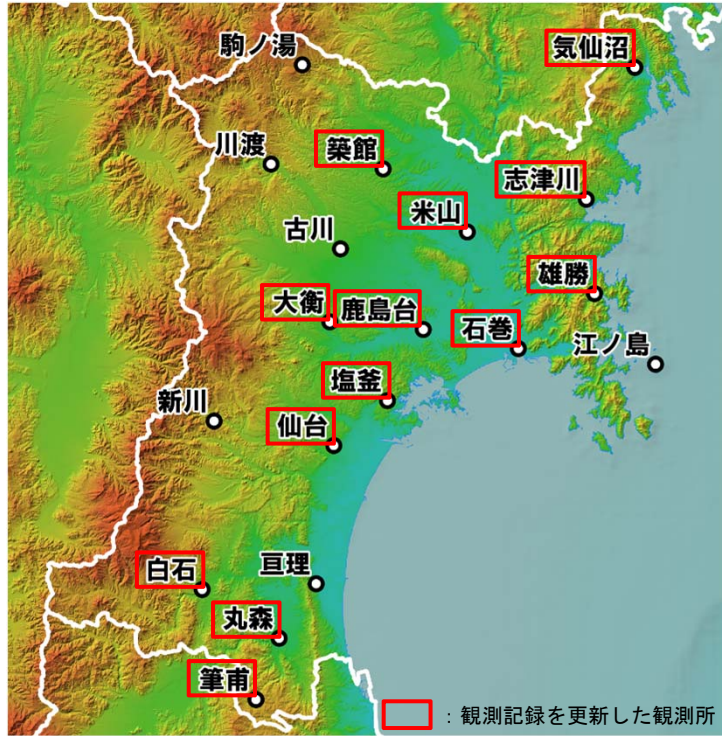 駒ノ湯
気仙沼
川渡
築館
志津川
米山
古川
雄勝
大衡
鹿島台
石巻
江ノ島
塩釜
新川
仙台
白石
亘理
丸森
筆甫
：観測記録を更新した観測所